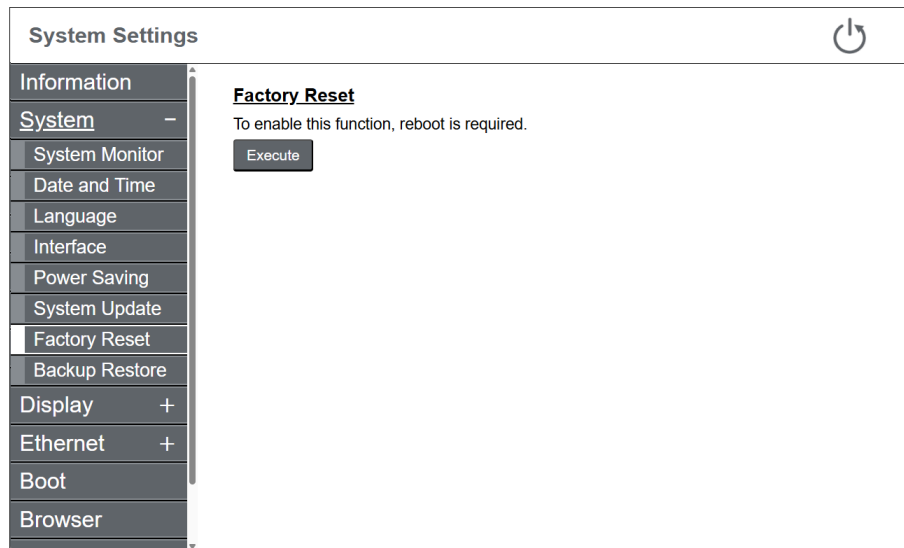 System Settings
Information
System −
System Monitor
Date and Time
Language
Interface
Power Saving
System Update
Factory Reset
Backup Restore
Display +
Ethernet +
Boot
Browser
Factory Reset
To enable this function, reboot is required.
Execute